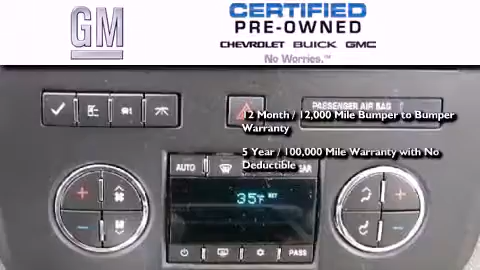 GM
CERTIFIED
PRE-OWNED
CHEVROLET BUICK GMC
No Worries.™
PASSENGER AIR BAG
12 Month / 12,000 Mile Bumper to Bumper
Warranty
5 Year / 100,000 Mile Warranty with No
Deductible
AUTO
35°F
SET
PASS